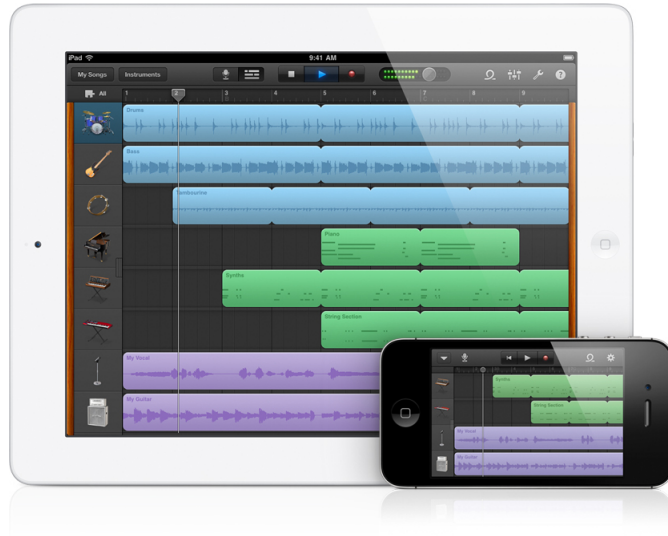 iPad 9:41 AM
My Songs Instruments
All 1 2 3 4 5 6 7 8 9
Drums
Bass
Tambourine
Piano
Synths
String Section
My Vocal
My Guitar
Synths
String Section
My Vocal
My Guitar